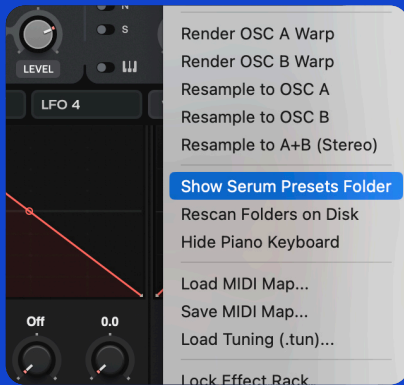 N
S
LEVEL
LFO 4
Off
0.0
Render OSC A Warp
Render OSC B Warp
Resample to OSC A
Resample to OSC B
Resample to A+B (Stereo)
Show Serum Presets Folder
Rescan Folders on Disk
Hide Piano Keyboard
Load MIDI Map...
Save MIDI Map...
Load Tuning (.tun)...
Lock Effect Rack